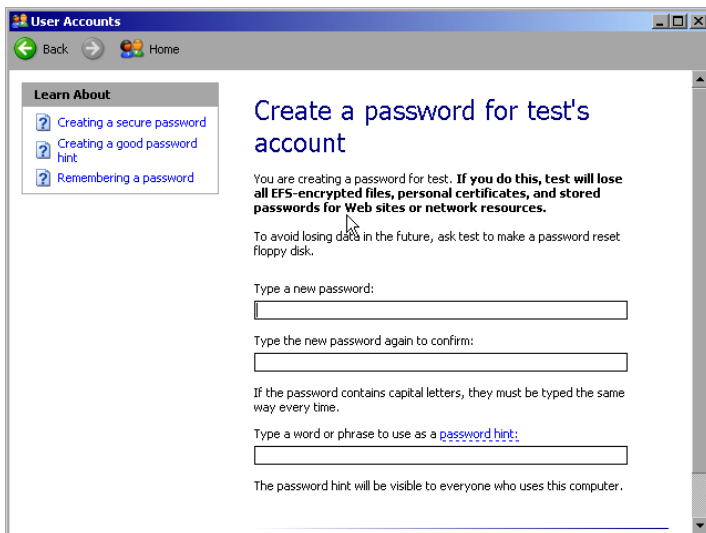 User Accounts
Back Home
Learn About
Creating a secure password
Creating a good password
hint
Remembering a password
Create a password for test's
account
You are creating a password for test. If you do this, test will lose
all EFS-encrypted files, personal certificates, and stored
passwords for Web sites or network resources.
To avoid losing data in the future, ask test to make a password reset
floppy disk.
Type a new password:
Type the new password again to confirm:
If the password contains capital letters, they must be typed the same
way every time.
Type a word or phrase to use as a password hint:
The password hint will be visible to everyone who uses this computer.